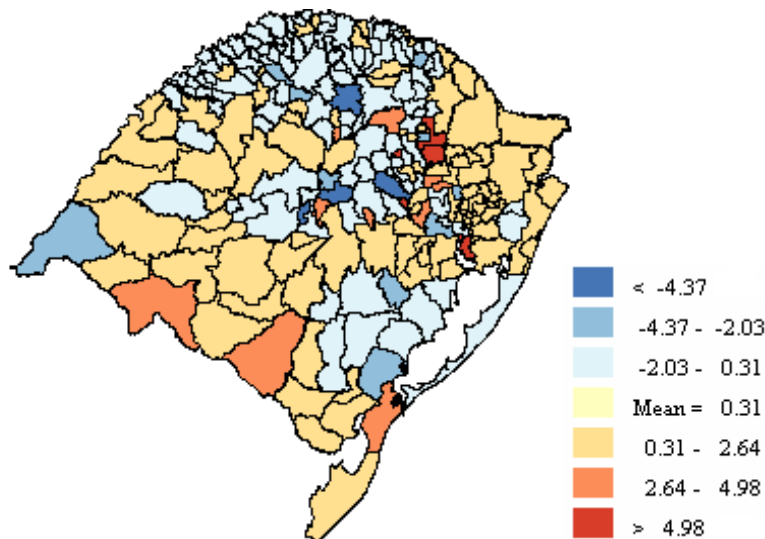 < -4.37
-4.37 - -2.03
-2.03 - 0.31
Mean = 0.31
0.31 - 2.64
2.64 - 4.98
> 4.98